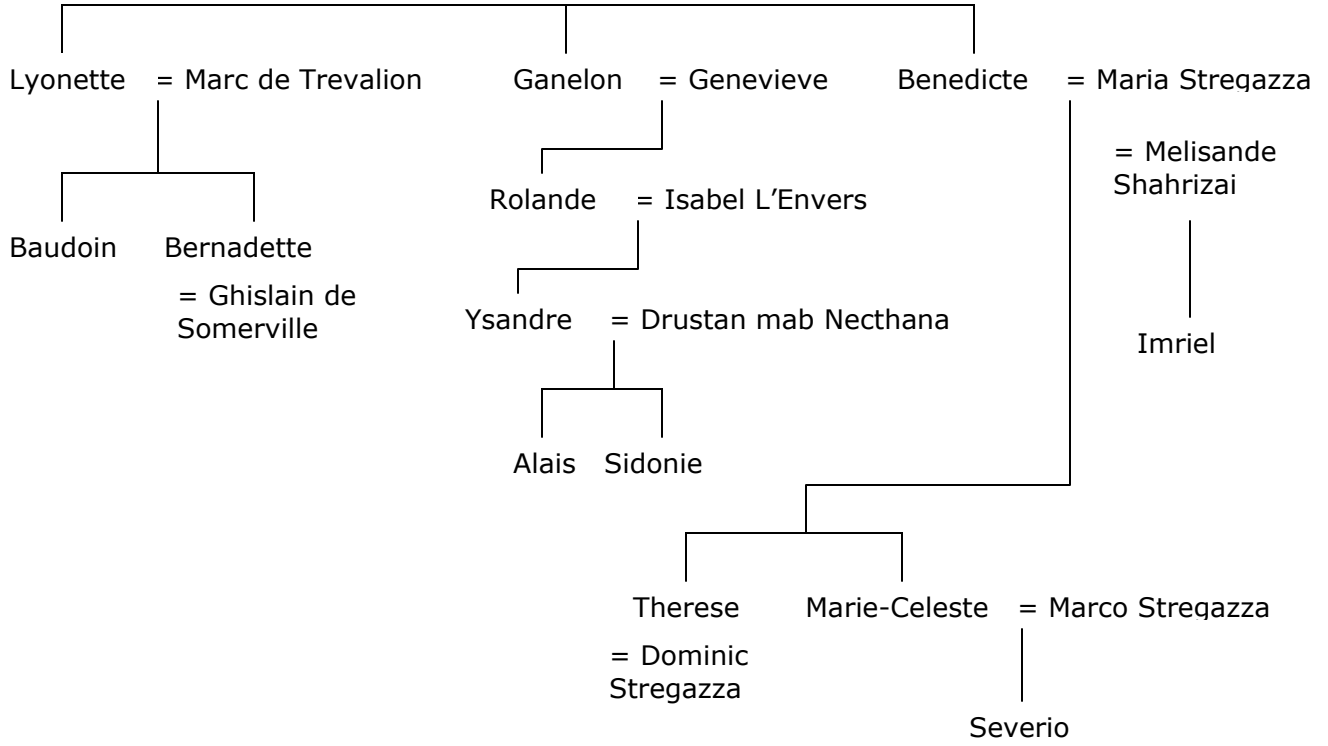 Lyonette = Marc de Trevalion Ganelon = Genevieve Benedicte = Maria Stregazza
= Melisande
Shahrizai
Rolande = Isabel L’Envers
Baudoin Bernadette
= Ghislain de
Somerville
Ysandre = Drustan mab Necthana
Imriel
Alais Sidonie
Therese Marie-Celeste = Marco Stregazza
= Dominic
Stregazza
Severio